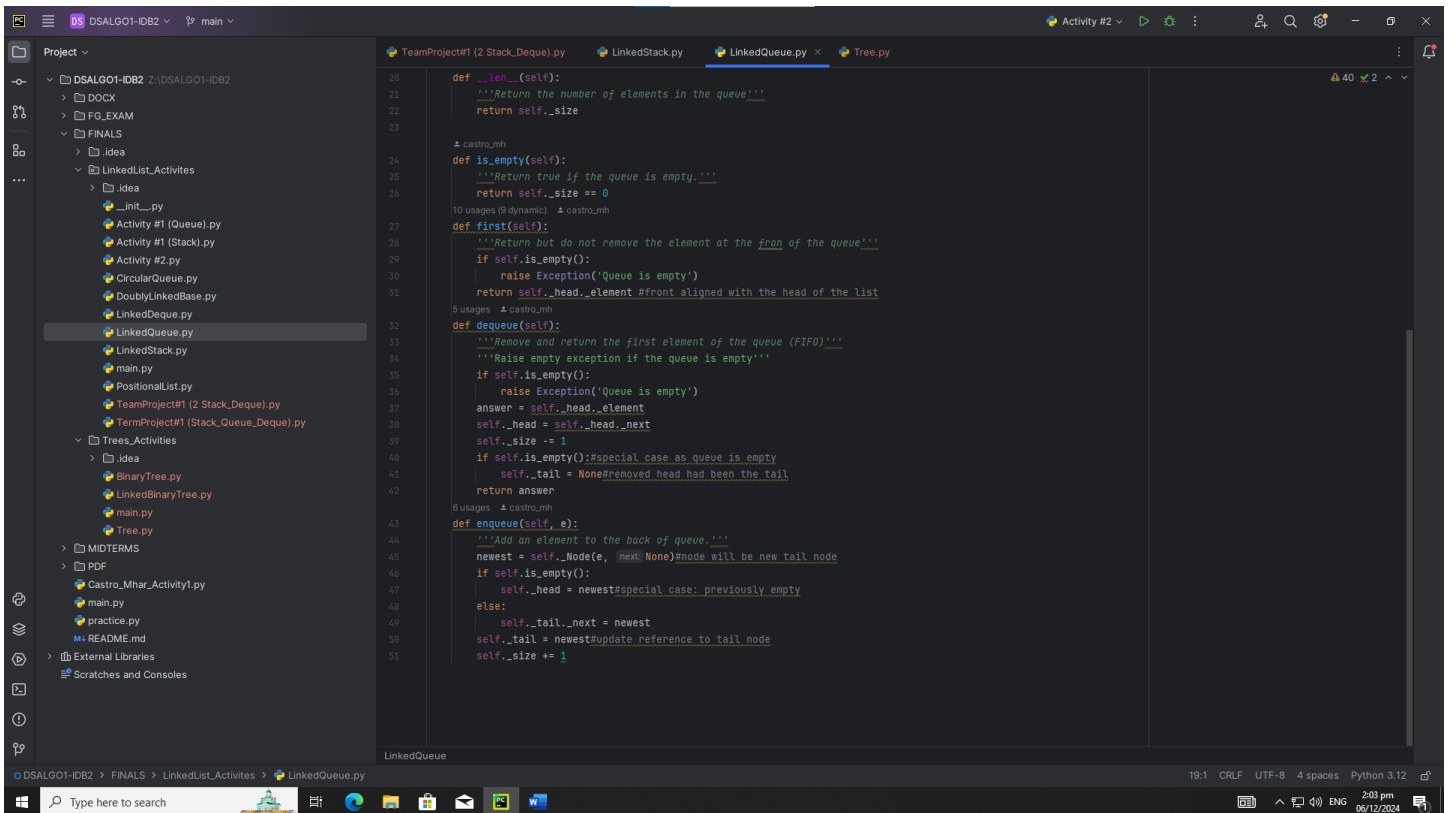 PC DS DSALGO1-IDB2 main Activity #2
Project
TeamProject#1 (2 Stack_Deque).py LinkedStack.py LinkedQueue.py Tree.py
DSALGO1-IDB2 Z:\DSALGO1-IDB2
DOCX
FG_EXAM
FINALS
.idea
LinkedList_Activites
.idea
__init__.py
Activity #1 (Queue).py
Activity #1 (Stack).py
Activity #2.py
CircularQueue.py
DoublyLinkedBase.py
LinkedDeque.py
LinkedQueue.py
LinkedStack.py
main.py
PositionalList.py
TeamProject#1 (2 Stack_Deque).py
TermProject#1 (Stack_Queue_Deque).py
Trees_Activities
.idea
BinaryTree.py
LinkedBinaryTree.py
main.py
Tree.py
MIDTERMS
PDF
Castro_Mhar_Activity1.py
main.py
practice.py
M↓ README.md
External Libraries
Scratches and Consoles
40 2
20 def __len__(self):
21 '''Return the number of elements in the queue'''
22 return self._size
23
castro_mh
24 def is_empty(self):
25 '''Return true if the queue is empty.'''
26 return self._size == 0
10 usages (9 dynamic) castro_mh
27 def first(self):
28 '''Return but do not remove the element at the fron of the queue'''
29 if self.is_empty():
30 raise Exception('Queue is empty')
31 return self._head._element #front aligned with the head of the list
5 usages castro_mh
32 def dequeue(self):
33 '''Remove and return the first element of the queue (FIFO)'''
34 '''Raise empty exception if the queue is empty'''
35 if self.is_empty():
36 raise Exception('Queue is empty')
37 answer = self._head._element
38 self._head = self._head._next
39 self._size -= 1
40 if self.is_empty():#special case as queue is empty
41 self._tail = None#removed head had been the tail
42 return answer
6 usages castro_mh
43 def enqueue(self, e):
44 '''Add an element to the back of queue.'''
45 newest = self._Node(e, next: None)#node will be new tail node
46 if self.is_empty():
47 self._head = newest#special case: previously empty
48 else:
49 self._tail._next = newest
50 self._tail = newest#update reference to tail node
51 self._size += 1
LinkedQueue
DSALGO1-IDB2 > FINALS > LinkedList_Activites > LinkedQueue.py
19:1 CRLF UTF-8 4 spaces Python 3.12
Type here to search
PC
ENG
2:03 pm
06/12/2024
1